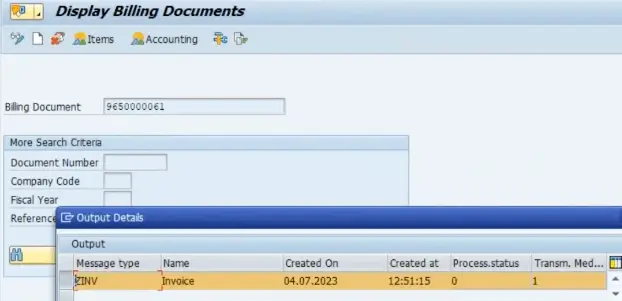 Display Billing Documents
Items Accounting
Billing Document 9650000061
More Search Criteria
Document Number
Company Code
Fiscal Year
Reference
Output Details
Output
Message type Name Created On Created at Process.status Transm. Med...
ZINV Invoice 04.07.2023 12:51:15 0 1